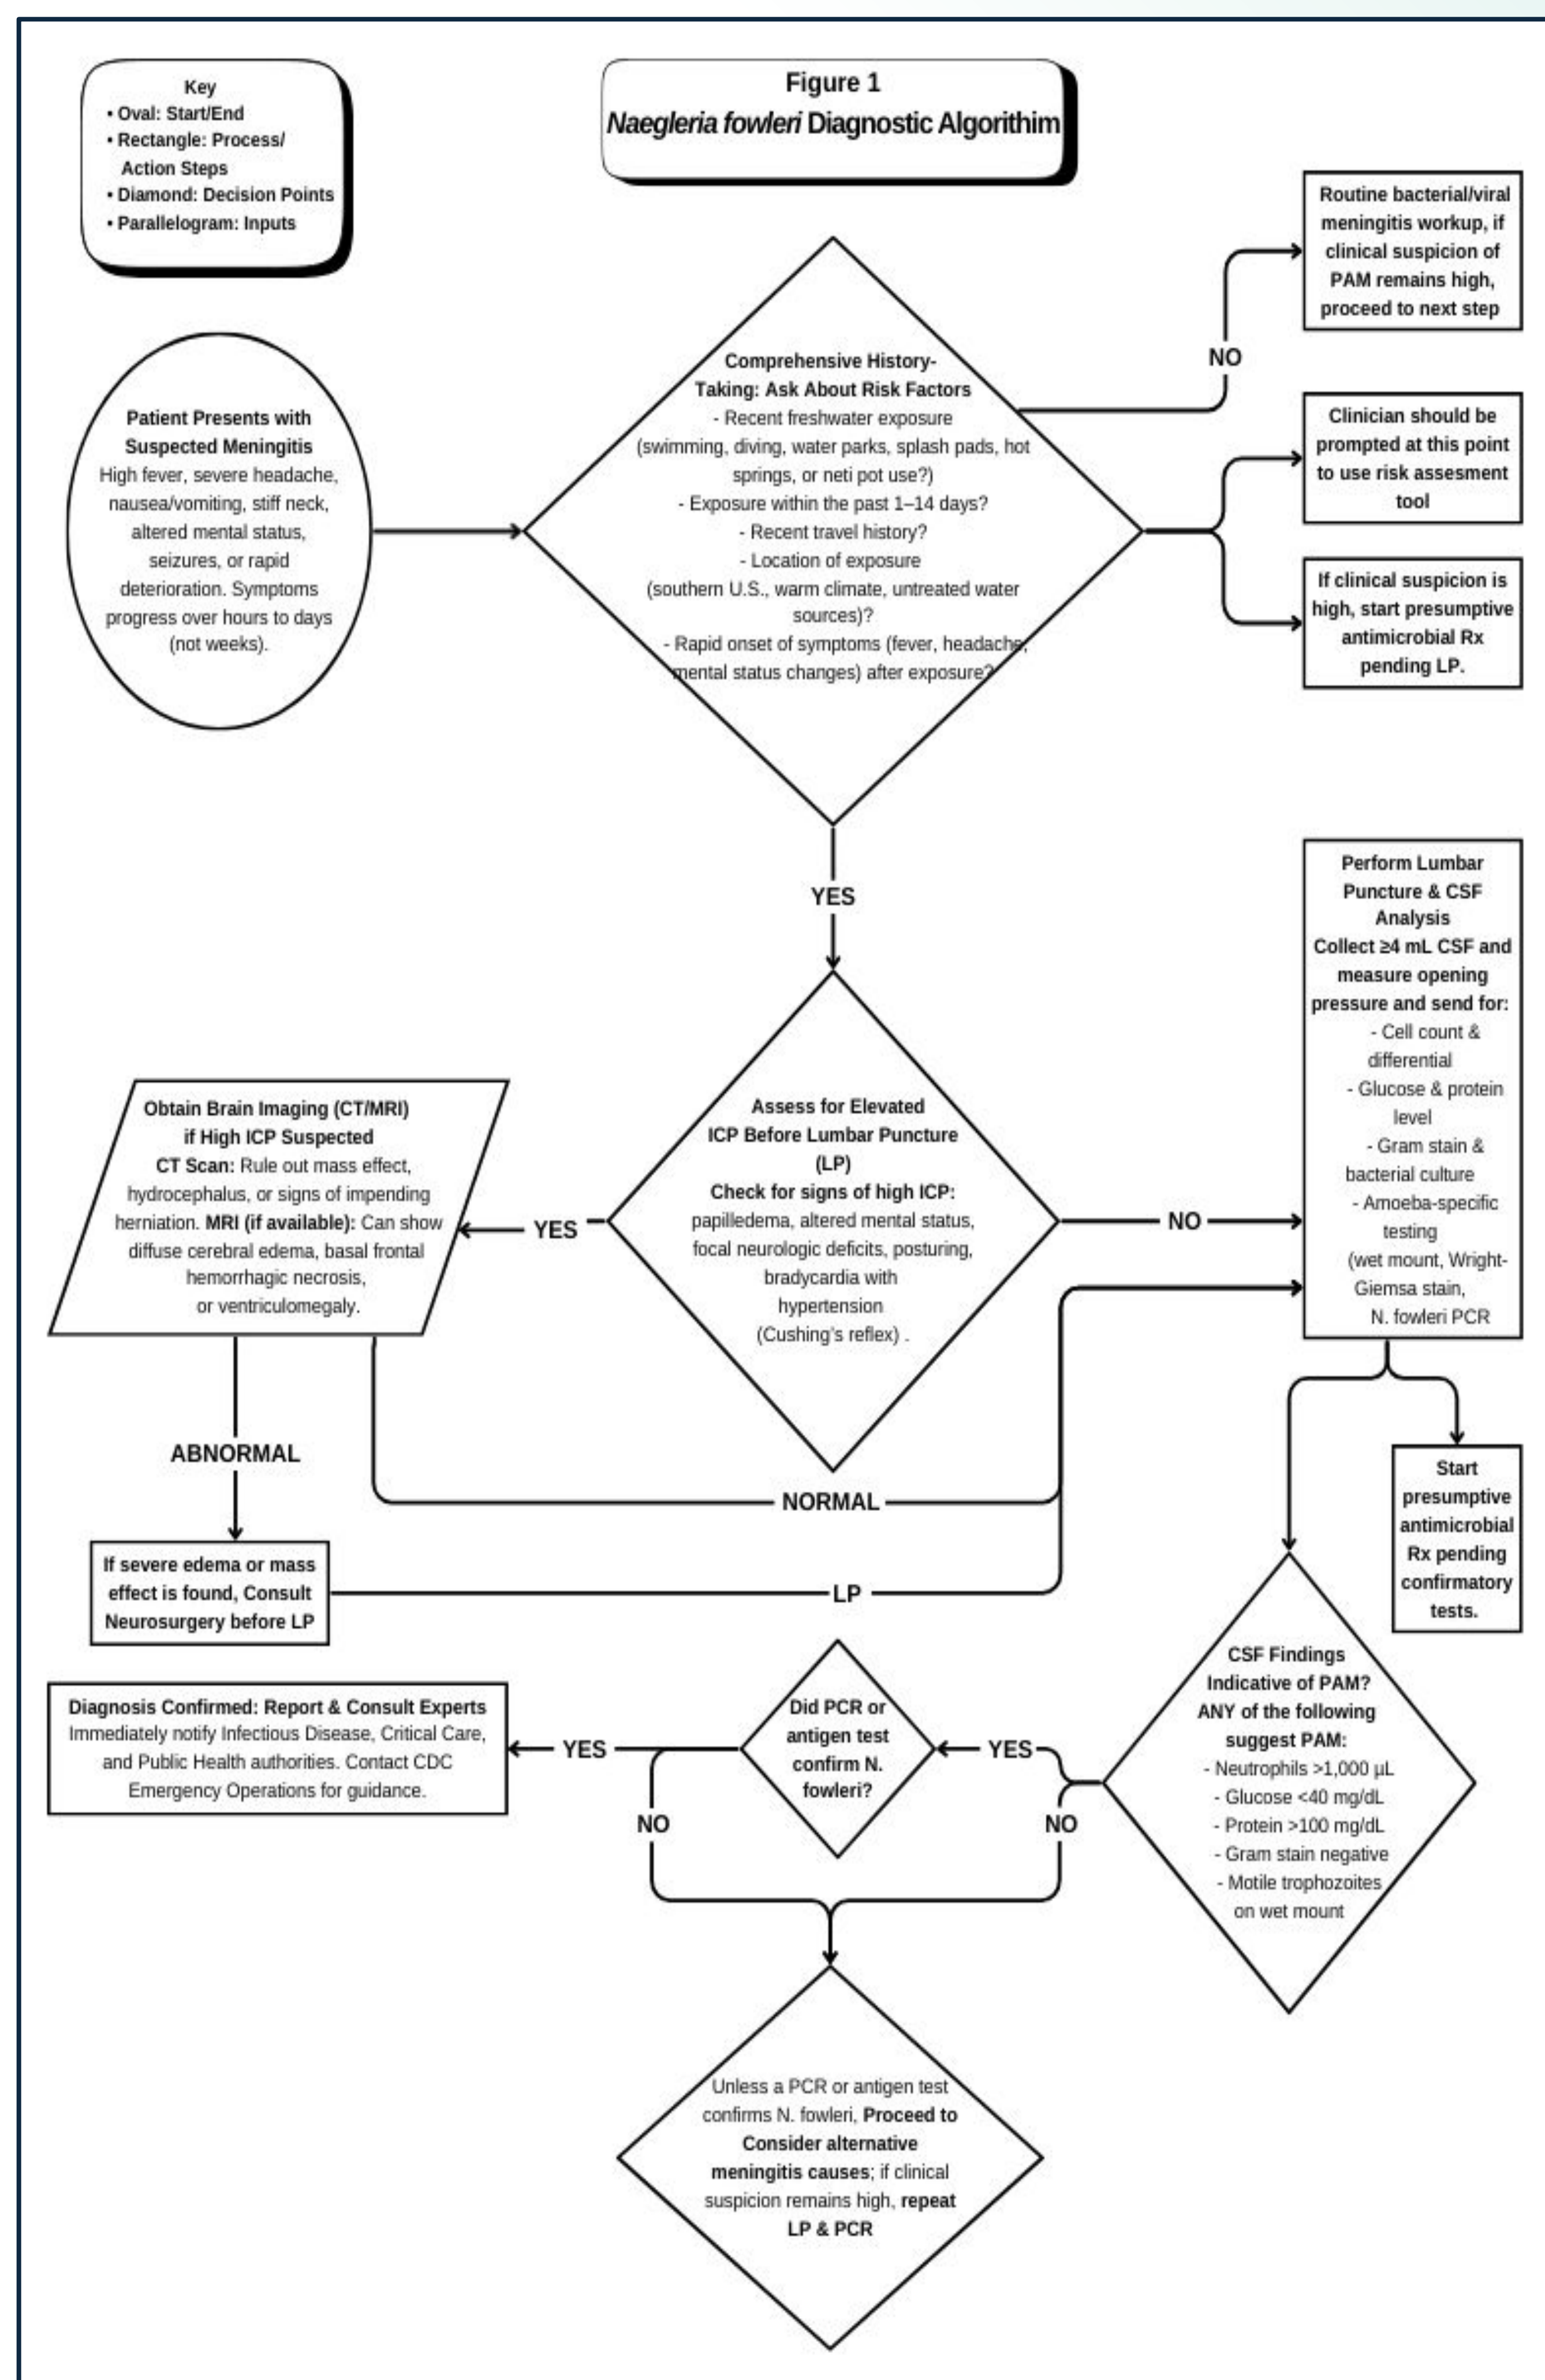 Key
• Oval: Start/End
• Rectangle: Process/
Action Steps
• Diamond: Decision Points
• Parallelogram: Inputs
Figure 1
Naegleria fowleri Diagnostic Algorithim
Patient Presents with
Suspected Meningitis
High fever, severe headache,
nausea/vomiting, stiff neck,
altered mental status,
seizures, or rapid
deterioration. Symptoms
progress over hours to days
(not weeks).
Comprehensive History-
Taking: Ask About Risk Factors
- Recent freshwater exposure
(swimming, diving, water parks, splash pads, hot
springs, or neti pot use?)
- Exposure within the past 1–14 days?
- Recent travel history?
- Location of exposure
(southern U.S., warm climate, untreated water
sources)?
- Rapid onset of symptoms (fever, headache,
mental status changes) after exposure?
NO
Routine bacterial/viral
meningitis workup, if
clinical suspicion of
PAM remains high,
proceed to next step
Clinician should be
prompted at this point
to use risk assesment
tool
If clinical suspicion is
high, start presumptive
antimicrobial Rx
pending LP.
YES
Assess for Elevated
ICP Before Lumbar Puncture
(LP)
Check for signs of high ICP:
papilledema, altered mental status,
focal neurologic deficits, posturing,
bradycardia with
hypertension
(Cushing's reflex) .
YES
Obtain Brain Imaging (CT/MRI)
if High ICP Suspected
CT Scan: Rule out mass effect,
hydrocephalus, or signs of impending
herniation. MRI (if available): Can show
diffuse cerebral edema, basal frontal
hemorrhagic necrosis,
or ventriculomegaly.
NO
Perform Lumbar
Puncture & CSF
Analysis
Collect ≥4 mL CSF and
measure opening
pressure and send for:
- Cell count &
differential
- Glucose & protein
level
- Gram stain &
bacterial culture
- Amoeba-specific
testing
(wet mount, Wright-
Giemsa stain,
N. fowleri PCR
ABNORMAL
NORMAL
If severe edema or mass
effect is found, Consult
Neurosurgery before LP
LP
Start
presumptive
antimicrobial
Rx pending
confirmatory
tests.
CSF Findings
Indicative of PAM?
ANY of the following
suggest PAM:
- Neutrophils >1,000 µL
- Glucose <40 mg/dL
- Protein >100 mg/dL
- Gram stain negative
- Motile trophozoites
on wet mount
YES
NO
Did PCR or
antigen test
confirm N.
fowleri?
YES
NO
Diagnosis Confirmed: Report & Consult Experts
Immediately notify Infectious Disease, Critical Care,
and Public Health authorities. Contact CDC
Emergency Operations for guidance.
Unless a PCR or antigen test
confirms N. fowleri, Proceed to
Consider alternative
meningitis causes; if clinical
suspicion remains high, repeat
LP & PCR